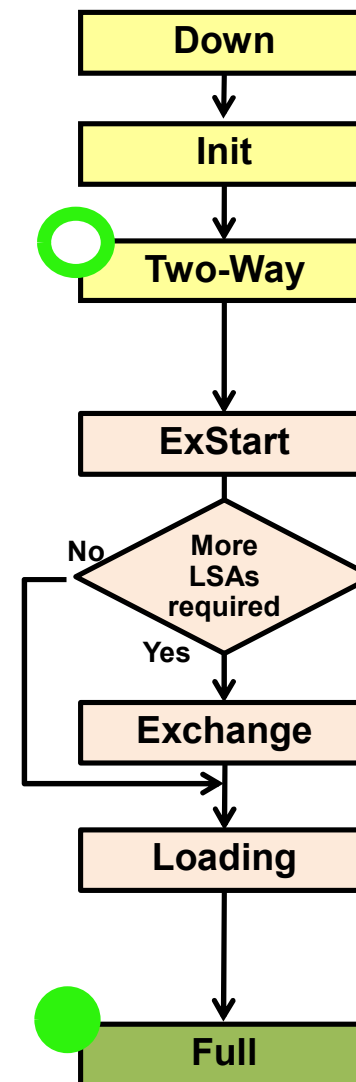 Down
Init
Two-Way
ExStart
No
More
LSAs
required
Yes
Exchange
Loading
Full